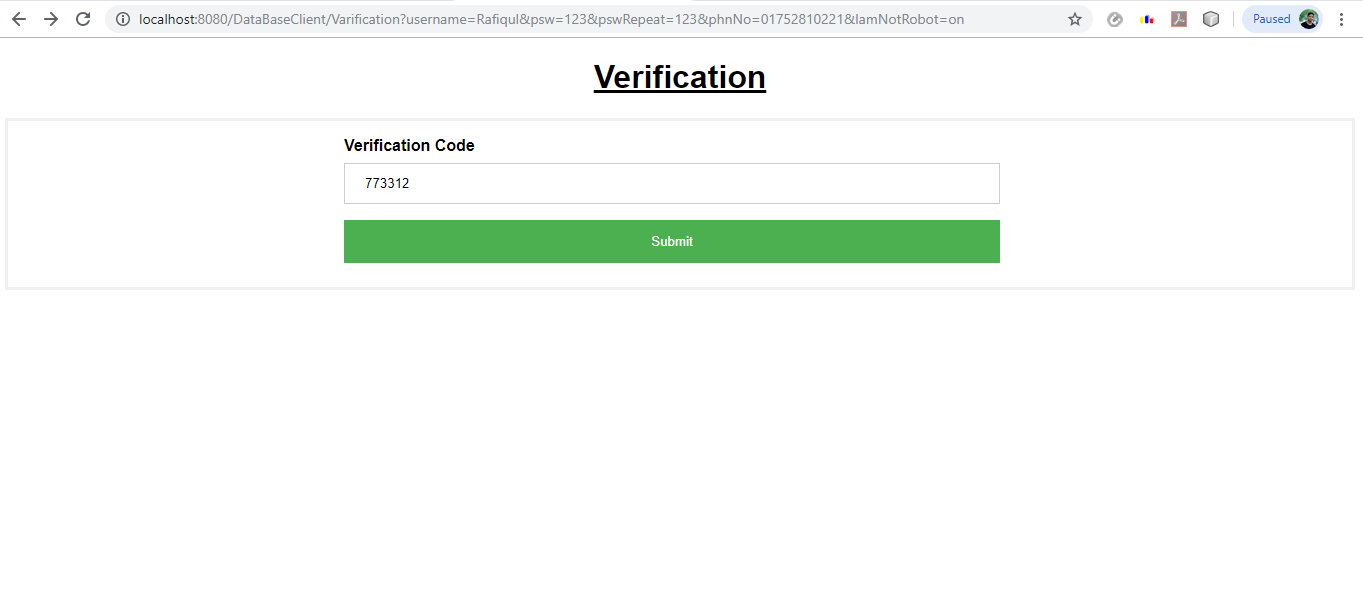 localhost:8080/DataBaseClient/Varification?username=Rafiqul&psw=123&pswRepeat=123&phnNo=01752810221&IamNotRobot=on
Paused
Verification
Verification Code
773312
Submit